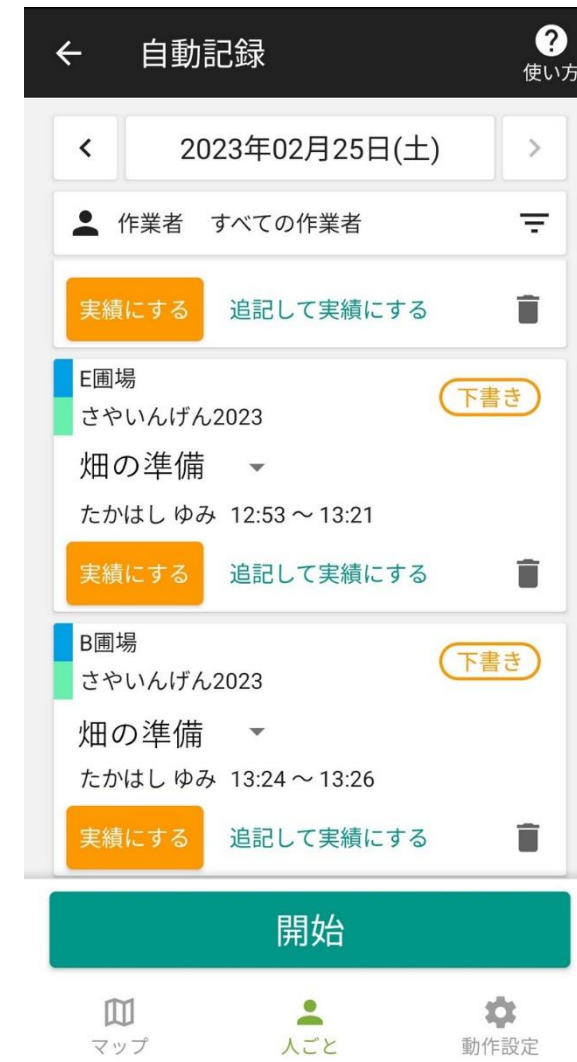 自動記録
使い方
2023年02月25日(土)
作業者 すべての作業者
実績にする 追記して実績にする
E圃場
下書き
さやいんげん2023
畑の準備
たかはし ゆみ 12:53 ～ 13:21
実績にする 追記して実績にする
B圃場
下書き
さやいんげん2023
畑の準備
たかはし ゆみ 13:24 ～ 13:26
実績にする 追記して実績にする
開始
マップ 人ごと 動作設定